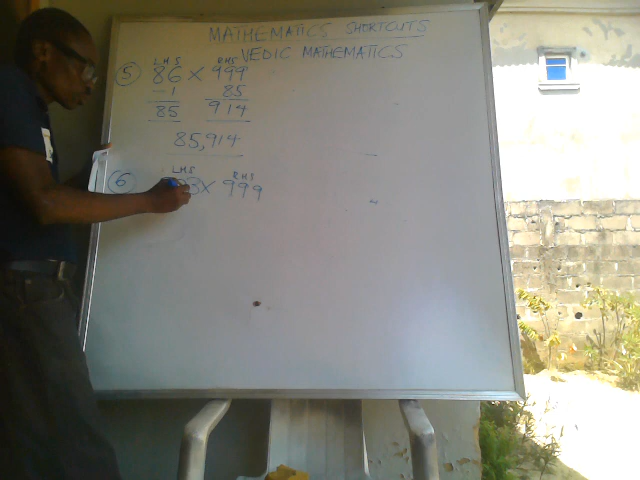 MATHEMATICS SHORTCUTS
VEDIC MATHEMATICS
LHS RHS
5 86 x 999
-1 85
85 914
85,914
LHS RHS
6 3 x 999